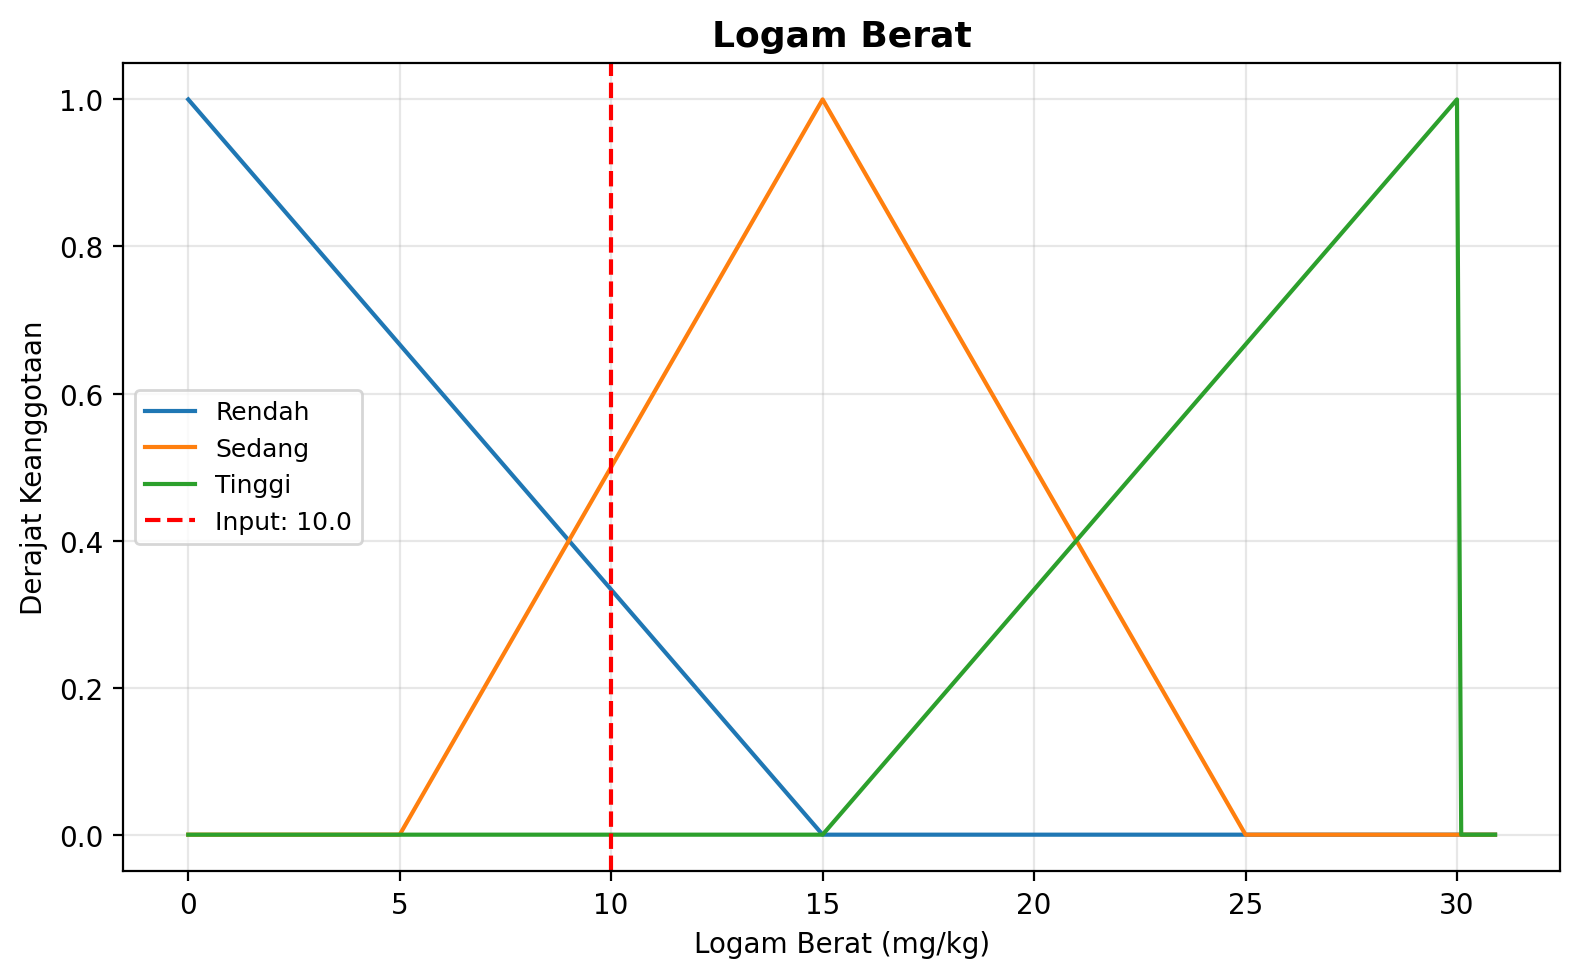 Logam Berat
Derajat Keanggotaan
1.0
0.8
0.6
0.4
0.2
0.0
Rendah
Sedang
Tinggi
Input: 10.0
0 5 10 15 20 25 30
Logam Berat (mg/kg)